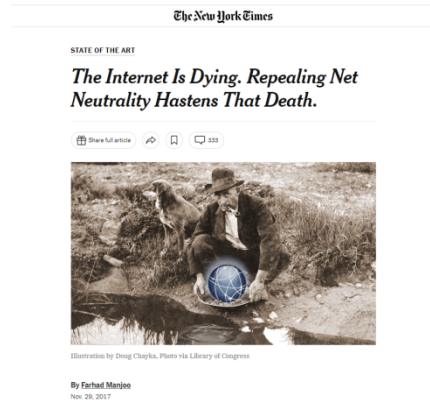 The New York Times
STATE OF THE ART
The Internet Is Dying. Repealing Net
Neutrality Hastens That Death.
Share full article
333
Illustration by Doug Chayka, Photo via Library of Congress
By Farhad Manjoo
Nov. 29, 2017